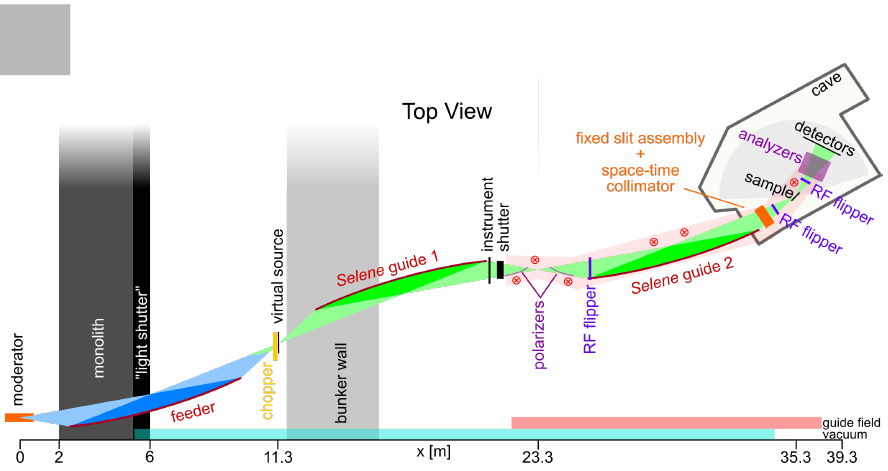 Top View
cave
detectors
analyzers
sample
RF flipper
RF flipper
fixed slit assembly
+
space-time
collimator
instrument
shutter
virtual source
Selene guide 1
Selene guide 2
polarizers
RF flipper
"light shutter"
monolith
moderator
feeder
chopper
bunker wall
guide field
vacuum
x [m]
0 2 6 11.3 23.3 35.3 39.3